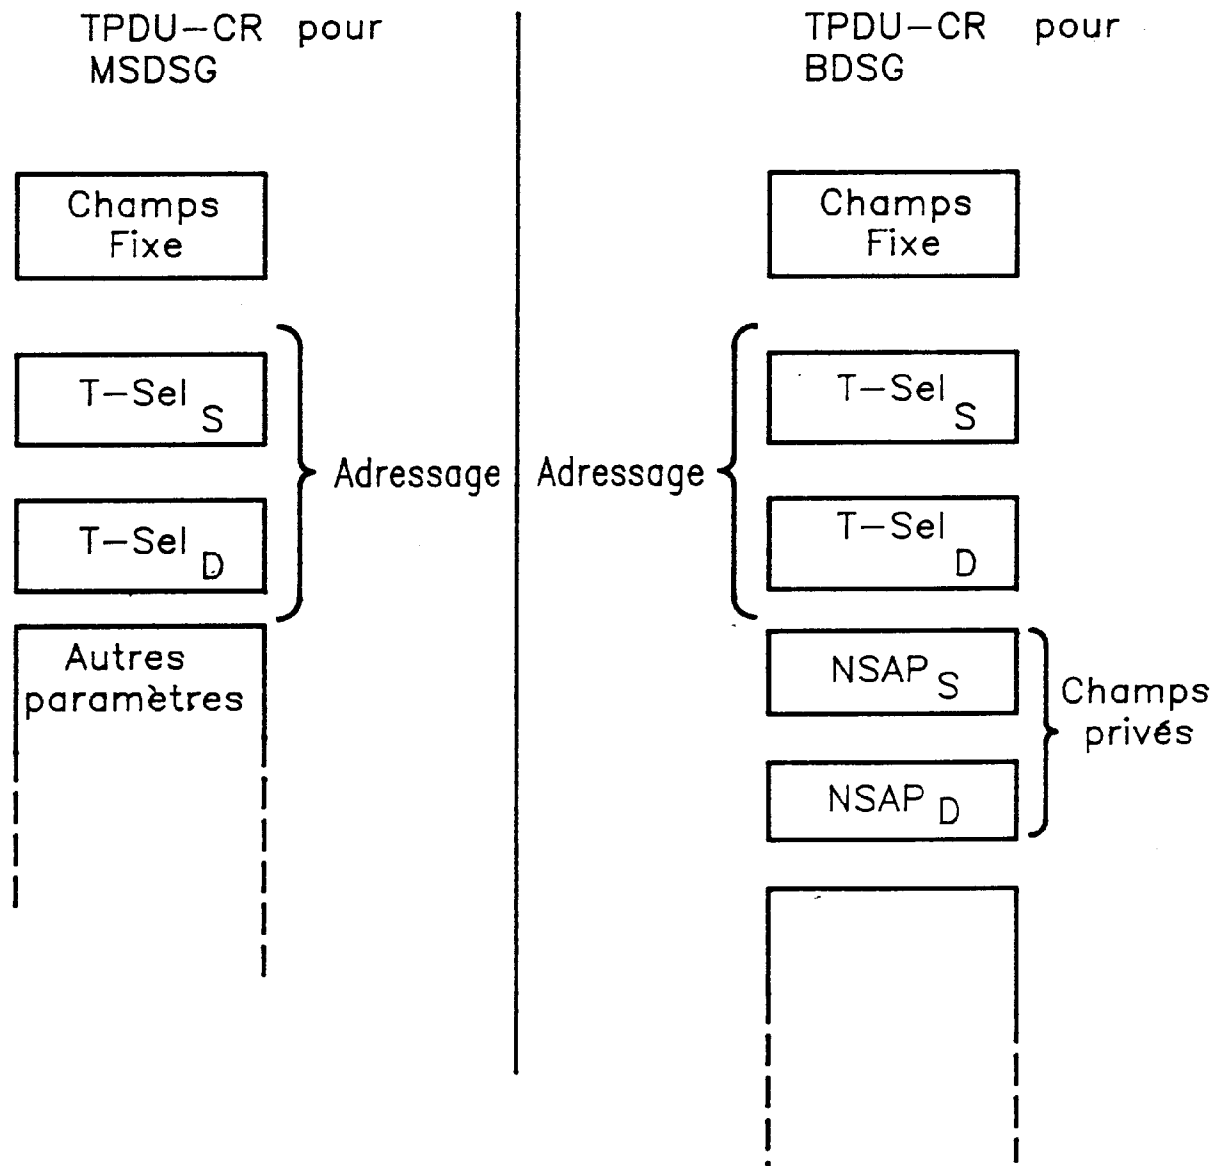 TPDU-CR pour
MSDSG
Champs
Fixe
T-Sel S
T-Sel D
Adressage
Autres
paramètres
TPDU-CR pour
BDSG
Champs
Fixe
Adressage
T-Sel S
T-Sel D
NSAP S
NSAP D
Champs
privés